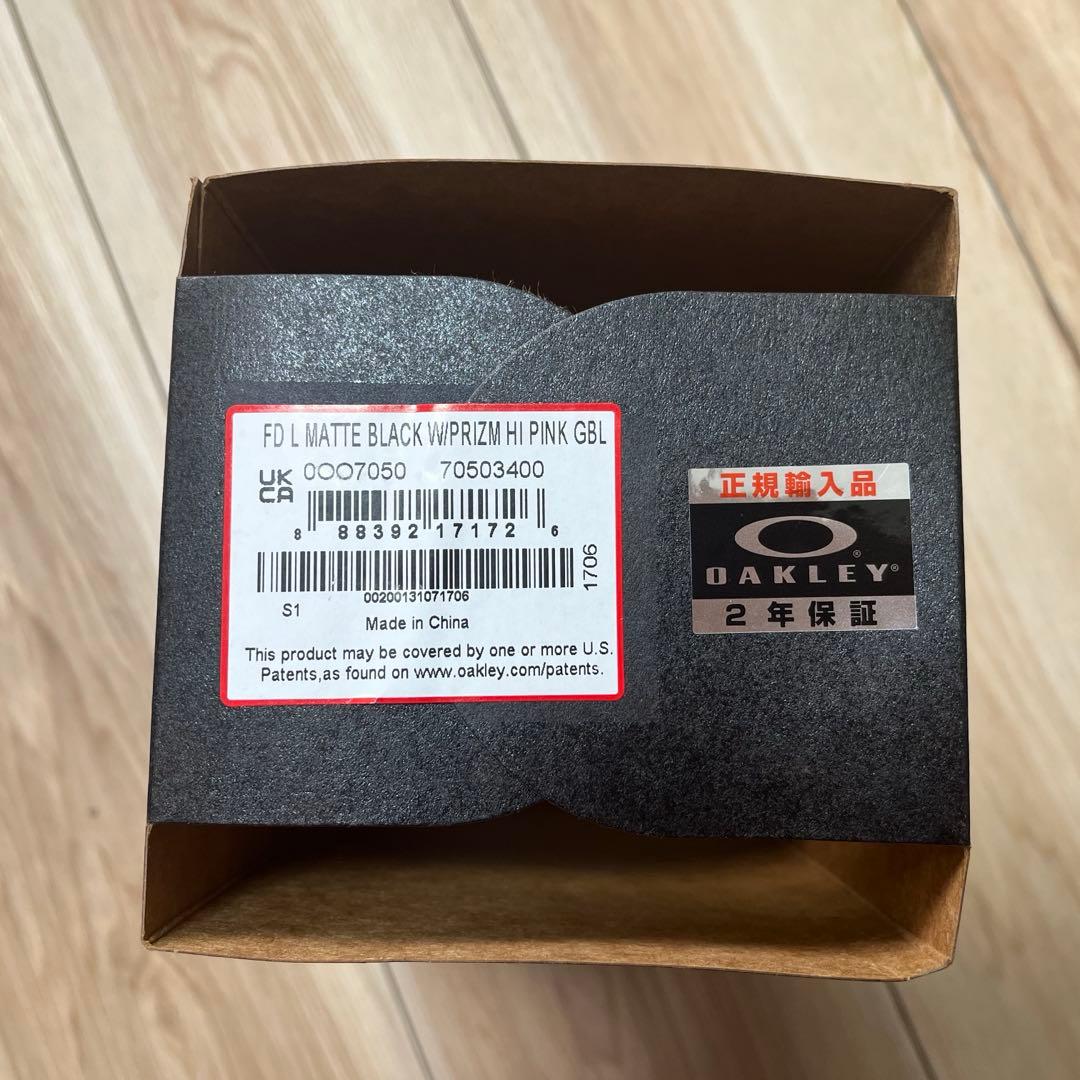 FD L MATTE BLACK W/PRIZM HI PINK GBL
UK
CA
0OO7050 70503400
8 88392 17172 6
1706
00200131071706
S1
Made in China
This product may be covered by one or more U.S.
Patents,as found on www.oakley.com/patents.
正規輸入品
OAKLEY®
2年保証